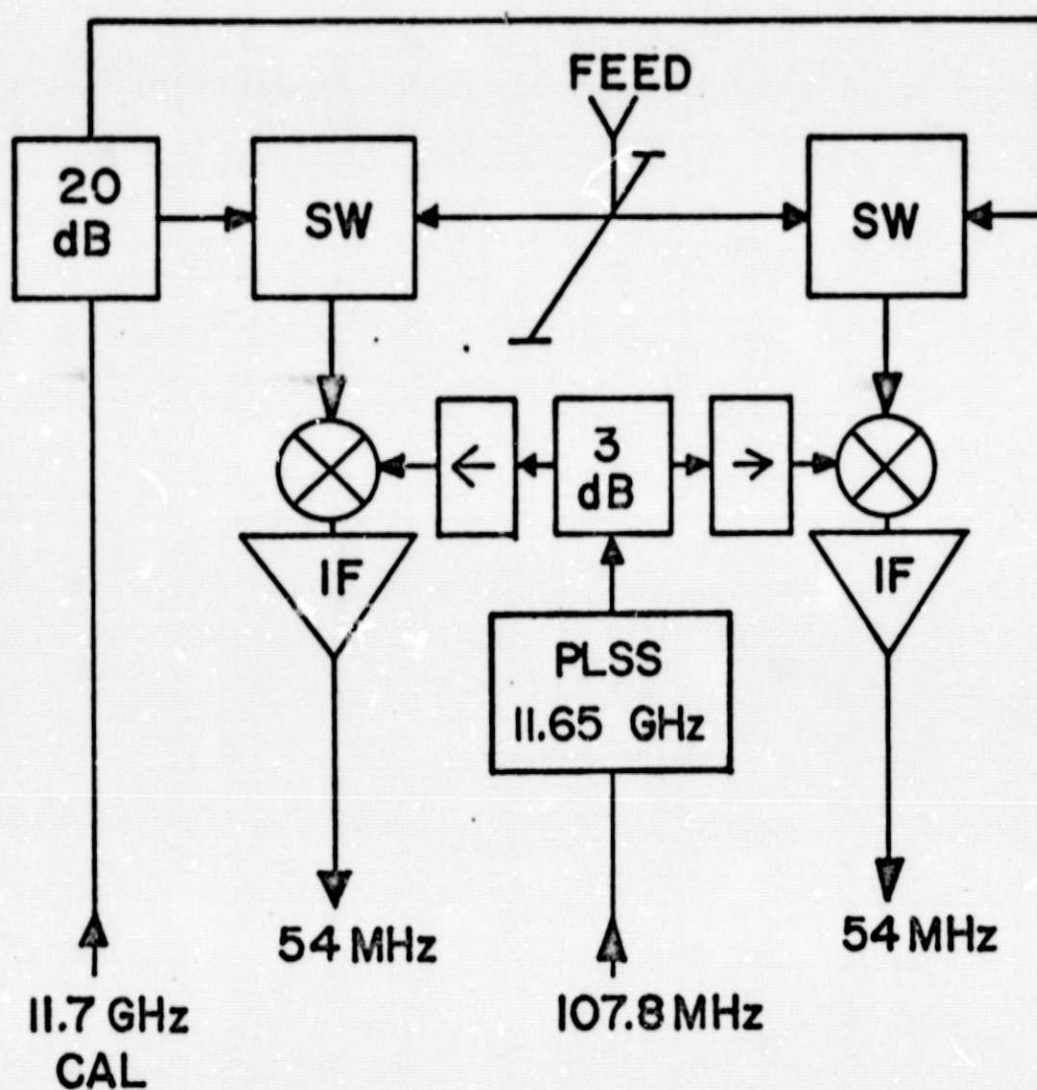 FEED
20
dB
SW
SW
3
dB
IF
IF
PLSS
11.65 GHz
54 MHz
54 MHz
11.7 GHz
CAL
107.8 MHz